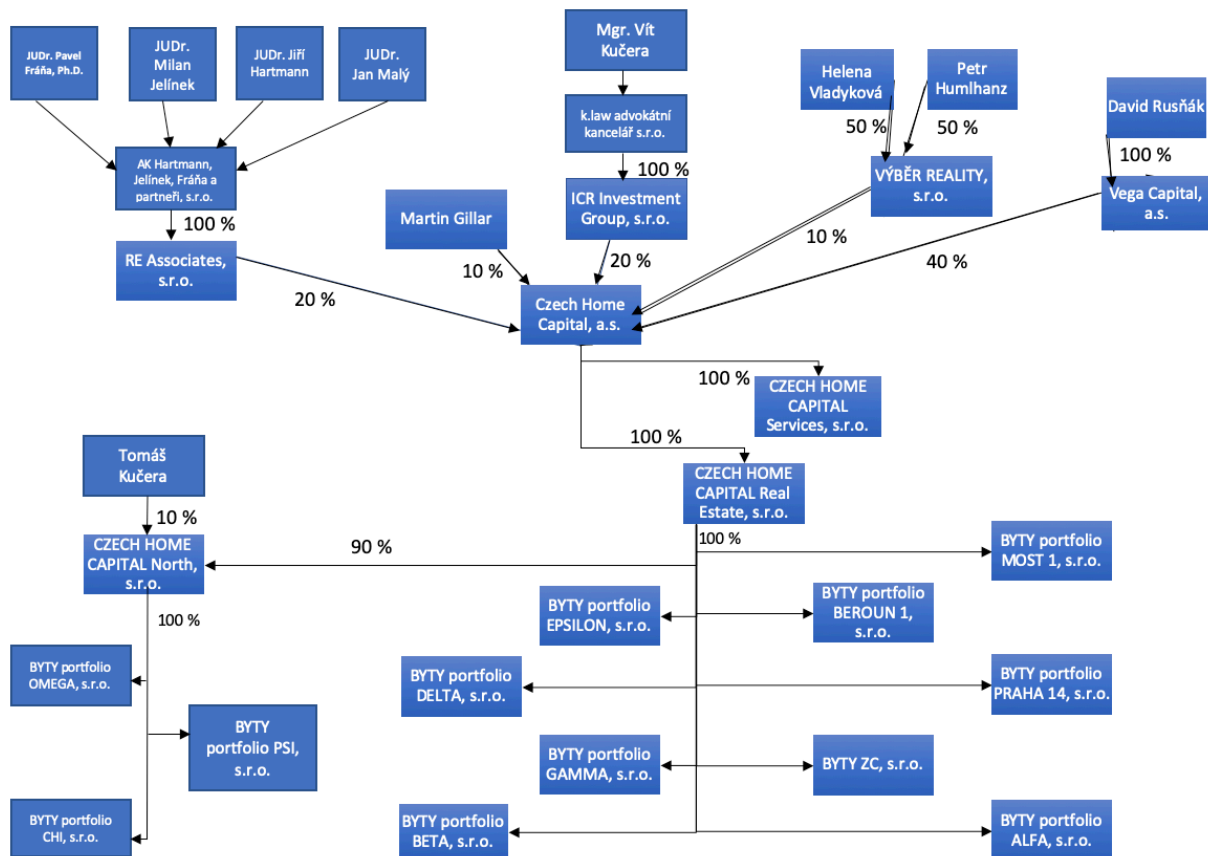 JUDr. Pavel
Fráňa, Ph.D.
JUDr.
Milan
Jelínek
JUDr. Jiří
Hartmann
JUDr.
Jan Malý
Mgr. Vít
Kučera
Helena
Vladyková
Petr
Humlhanz
David Rusňák
k.law advokátní
kancelář s.r.o.
50 %
50 %
100 %
AK Hartmann,
Jelínek, Fráňa a
partneři, s.r.o.
100 %
VÝBĚR REALITY,
s.r.o.
Vega Capital,
a.s.
Martin Gillar
ICR Investment
Group, s.r.o.
100 %
RE Associates,
s.r.o.
10 %
20 %
10 %
40 %
20 %
Czech Home
Capital, a.s.
100 %
CZECH HOME
CAPITAL
Services, s.r.o.
100 %
Tomáš
Kučera
CZECH HOME
CAPITAL Real
Estate, s.r.o.
10 %
CZECH HOME
CAPITAL North,
s.r.o.
90 %
100 %
BYTY portfolio
MOST 1, s.r.o.
BYTY portfolio
EPSILON, s.r.o.
BYTY portfolio
BEROUN 1,
s.r.o.
100 %
BYTY portfolio
OMEGA, s.r.o.
BYTY portfolio
DELTA, s.r.o.
BYTY portfolio
PRAHA 14, s.r.o.
BYTY
portfolio PSI,
s.r.o.
BYTY portfolio
GAMMA, s.r.o.
BYTY ZC, s.r.o.
BYTY portfolio
CHI, s.r.o.
BYTY portfolio
BETA, s.r.o.
BYTY portfolio
ALFA, s.r.o.